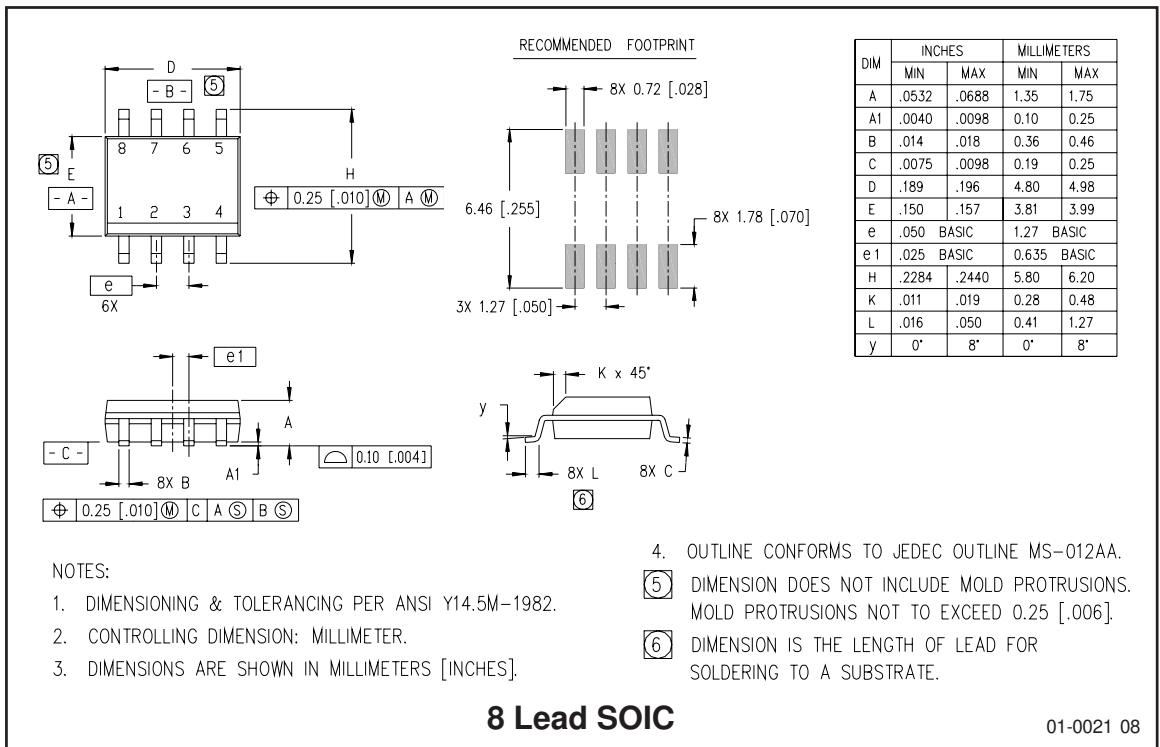 D
- B -
5
8 7 6 5
5
E
- A -
H
⌖ 0.25 [.010] Ⓜ A Ⓜ
1 2 3 4
e
6X
RECOMMENDED FOOTPRINT
8X 0.72 [.028]
6.46 [.255]
8X 1.78 [.070]
3X 1.27 [.050]
DIM INCHES MILLIMETERS
MIN MAX MIN MAX
A .0532 .0688 1.35 1.75
A1 .0040 .0098 0.10 0.25
B .014 .018 0.36 0.46
C .0075 .0098 0.19 0.25
D .189 .196 4.80 4.98
E .150 .157 3.81 3.99
e .050 BASIC 1.27 BASIC
e1 .025 BASIC 0.635 BASIC
H .2284 .2440 5.80 6.20
K .011 .019 0.28 0.48
L .016 .050 0.41 1.27
y 0° 8° 0° 8°
e1
A
- C -
A1
⌓ 0.10 [.004]
8X B
⌖ 0.25 [.010] Ⓜ C A Ⓢ B Ⓢ
K x 45°
y
8X L
8X C
6
NOTES:
1. DIMENSIONING & TOLERANCING PER ANSI Y14.5M-1982.
2. CONTROLLING DIMENSION: MILLIMETER.
3. DIMENSIONS ARE SHOWN IN MILLIMETERS [INCHES].
4. OUTLINE CONFORMS TO JEDEC OUTLINE MS-012AA.
5 DIMENSION DOES NOT INCLUDE MOLD PROTRUSIONS.
MOLD PROTRUSIONS NOT TO EXCEED 0.25 [.006].
6 DIMENSION IS THE LENGTH OF LEAD FOR
SOLDERING TO A SUBSTRATE.
8 Lead SOIC
01-0021 08